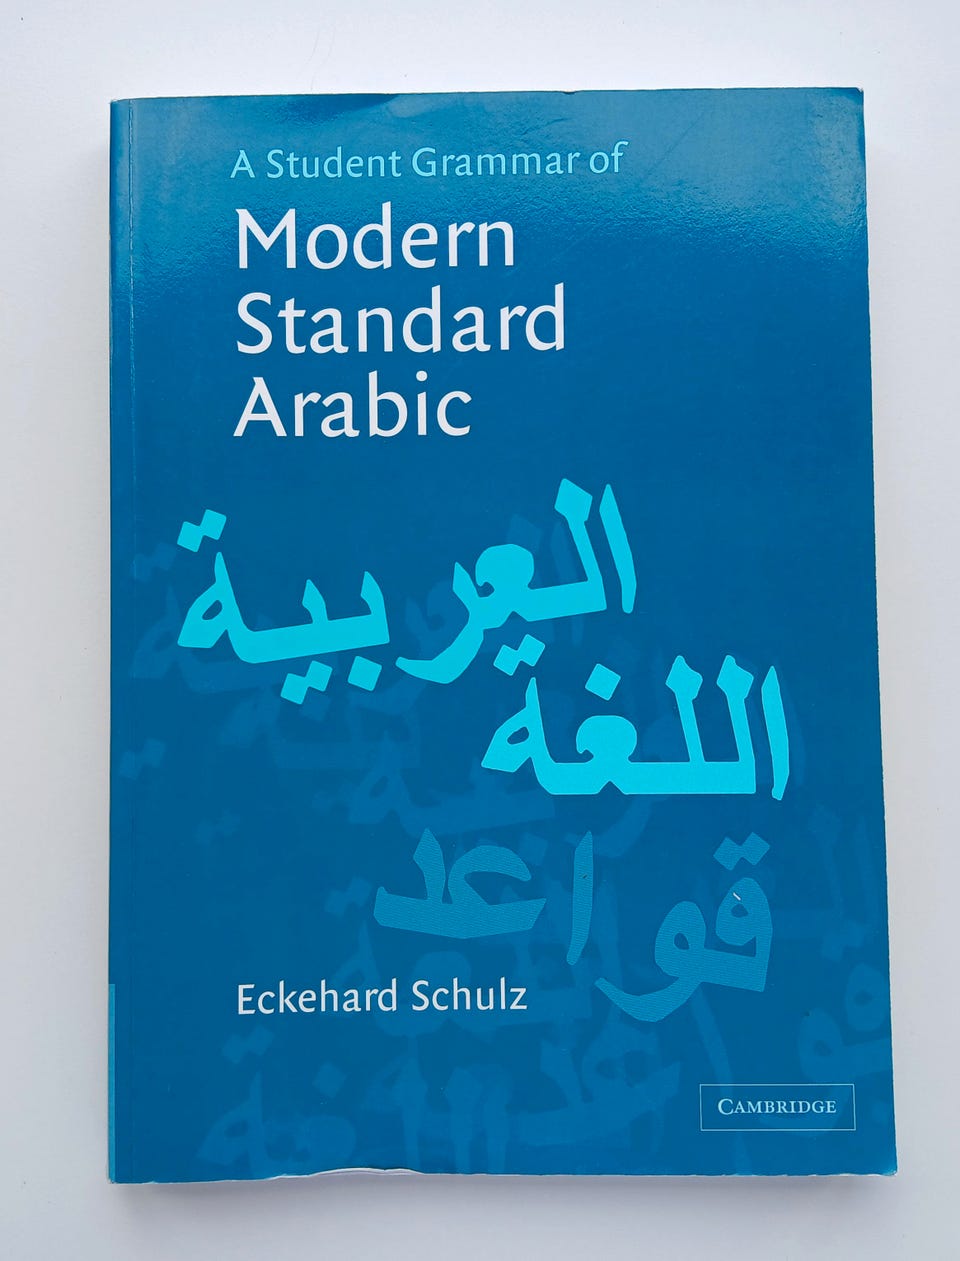 A Student Grammar of
Modern
Standard
Arabic
العربية
اللغة
قواعد
Eckehard Schulz
CAMBRIDGE